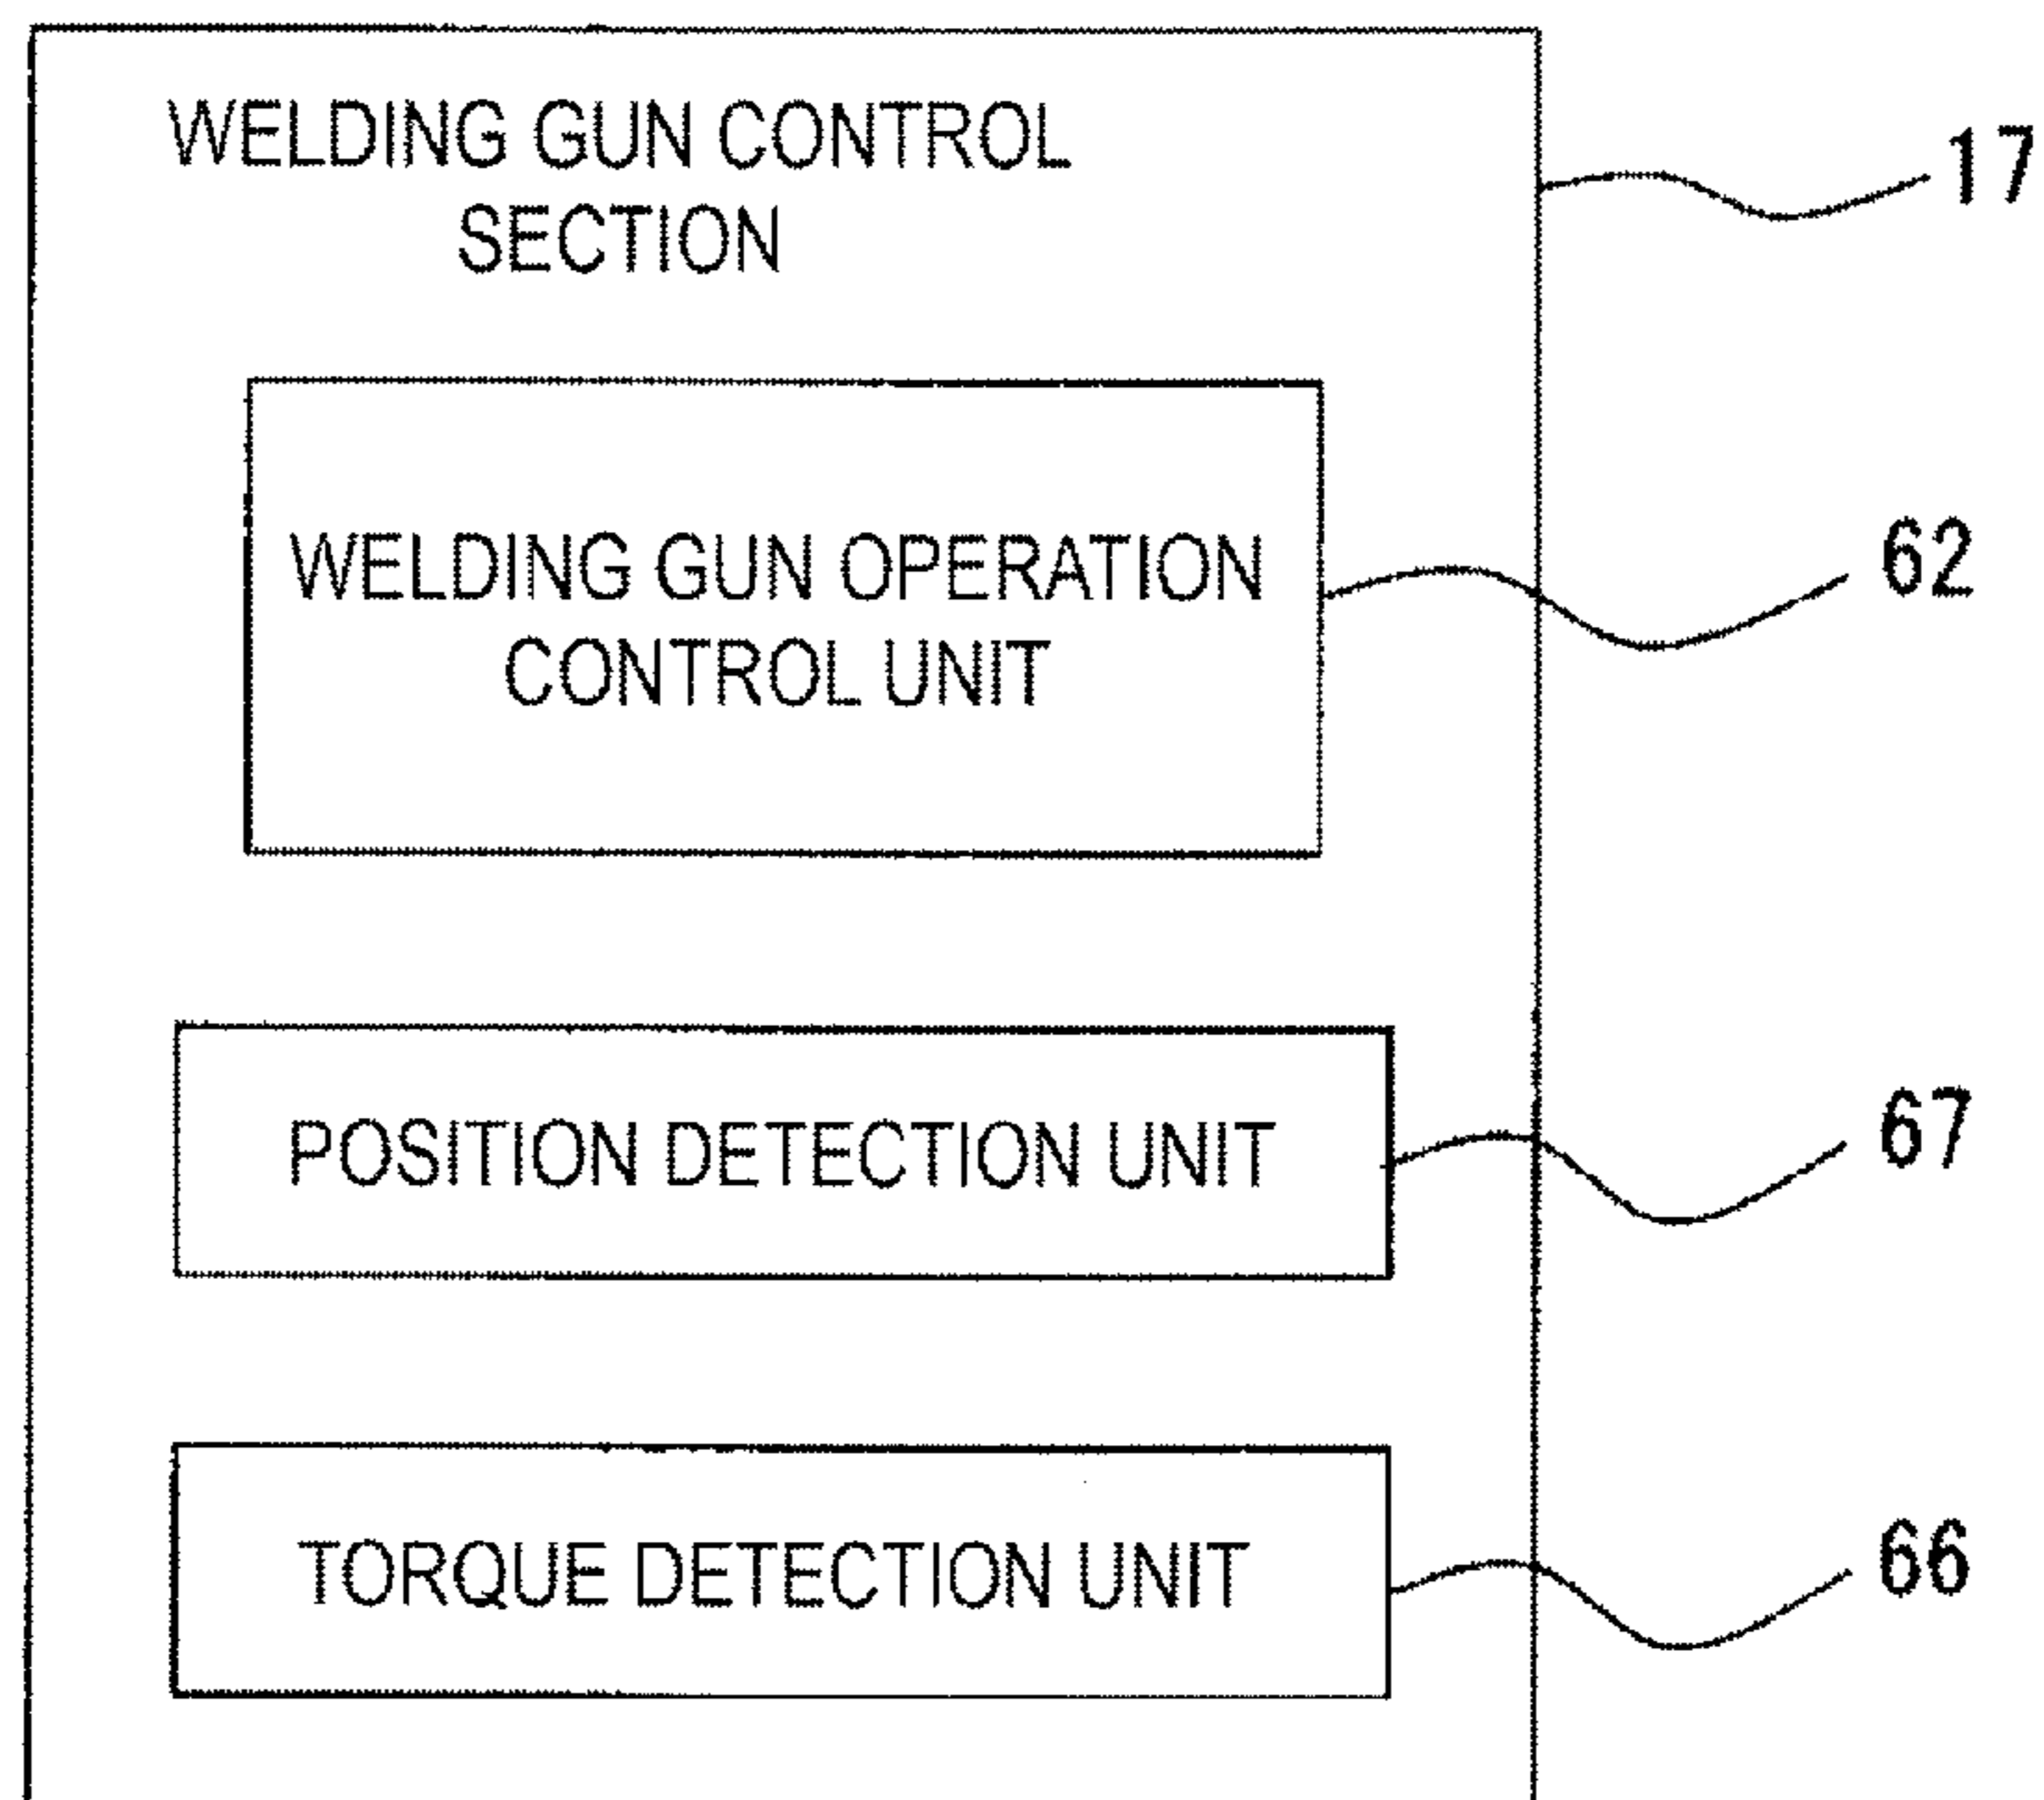 WELDING GUN CONTROL
SECTION
17
WELDING GUN OPERATION
CONTROL UNIT
62
POSITION DETECTION UNIT
67
TORQUE DETECTION UNIT
66